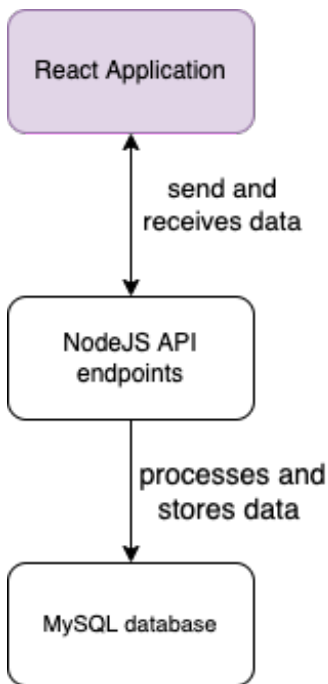 React Application
send and
receives data
NodeJS API
endpoints
processes and
stores data
MySQL database